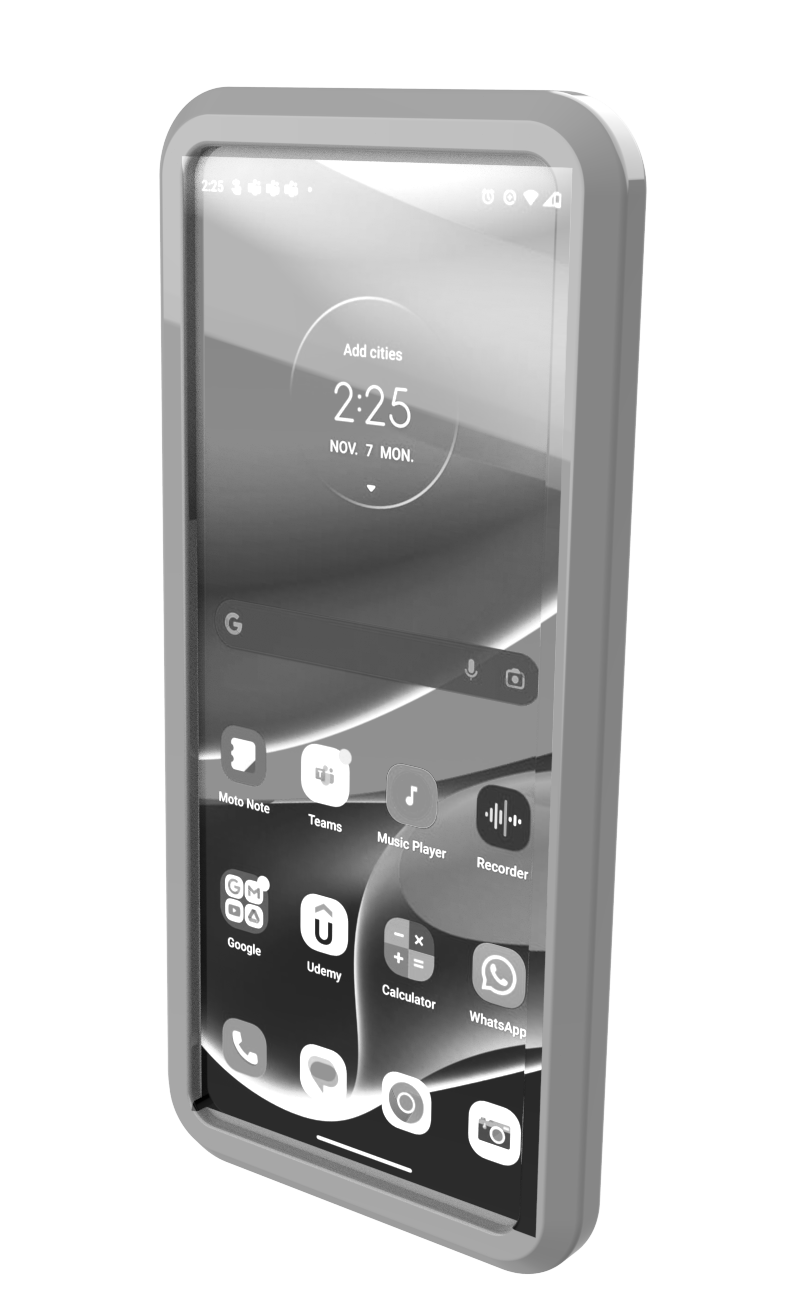 2:25
Add cities
2:25
NOV. 7 MON.
G
Moto Note
Teams
Music Player
Recorder
Google
Udemy
Calculator
WhatsApp